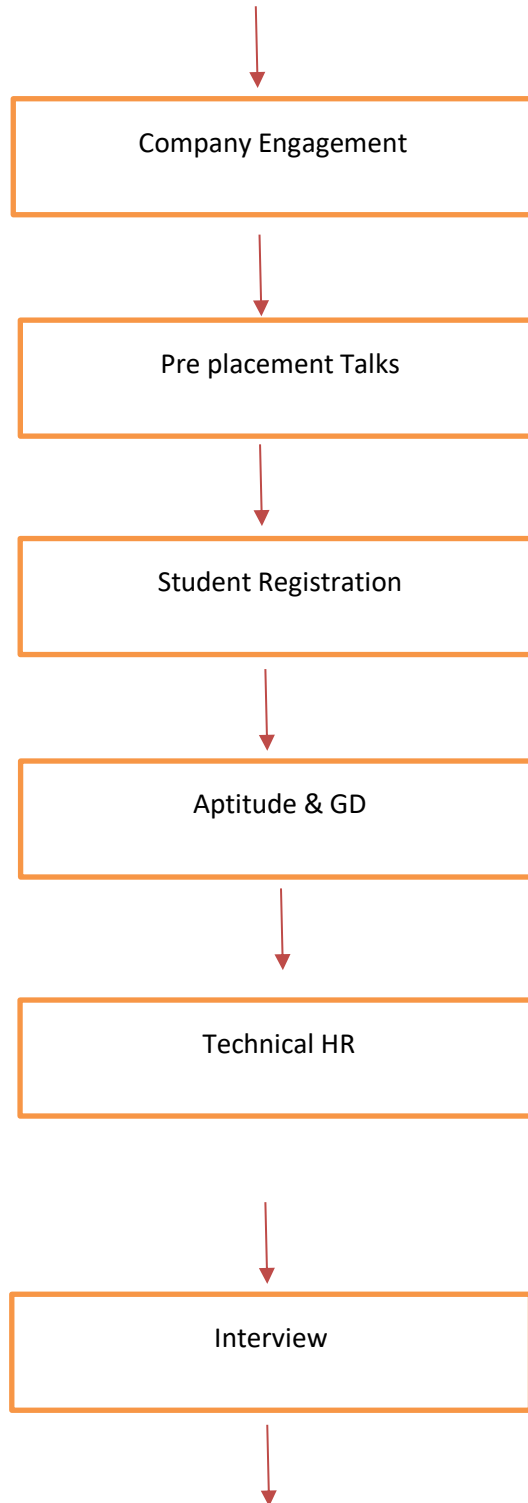 Company Engagement
Pre placement Talks
Student Registration
Aptitude & GD
Technical HR
Interview